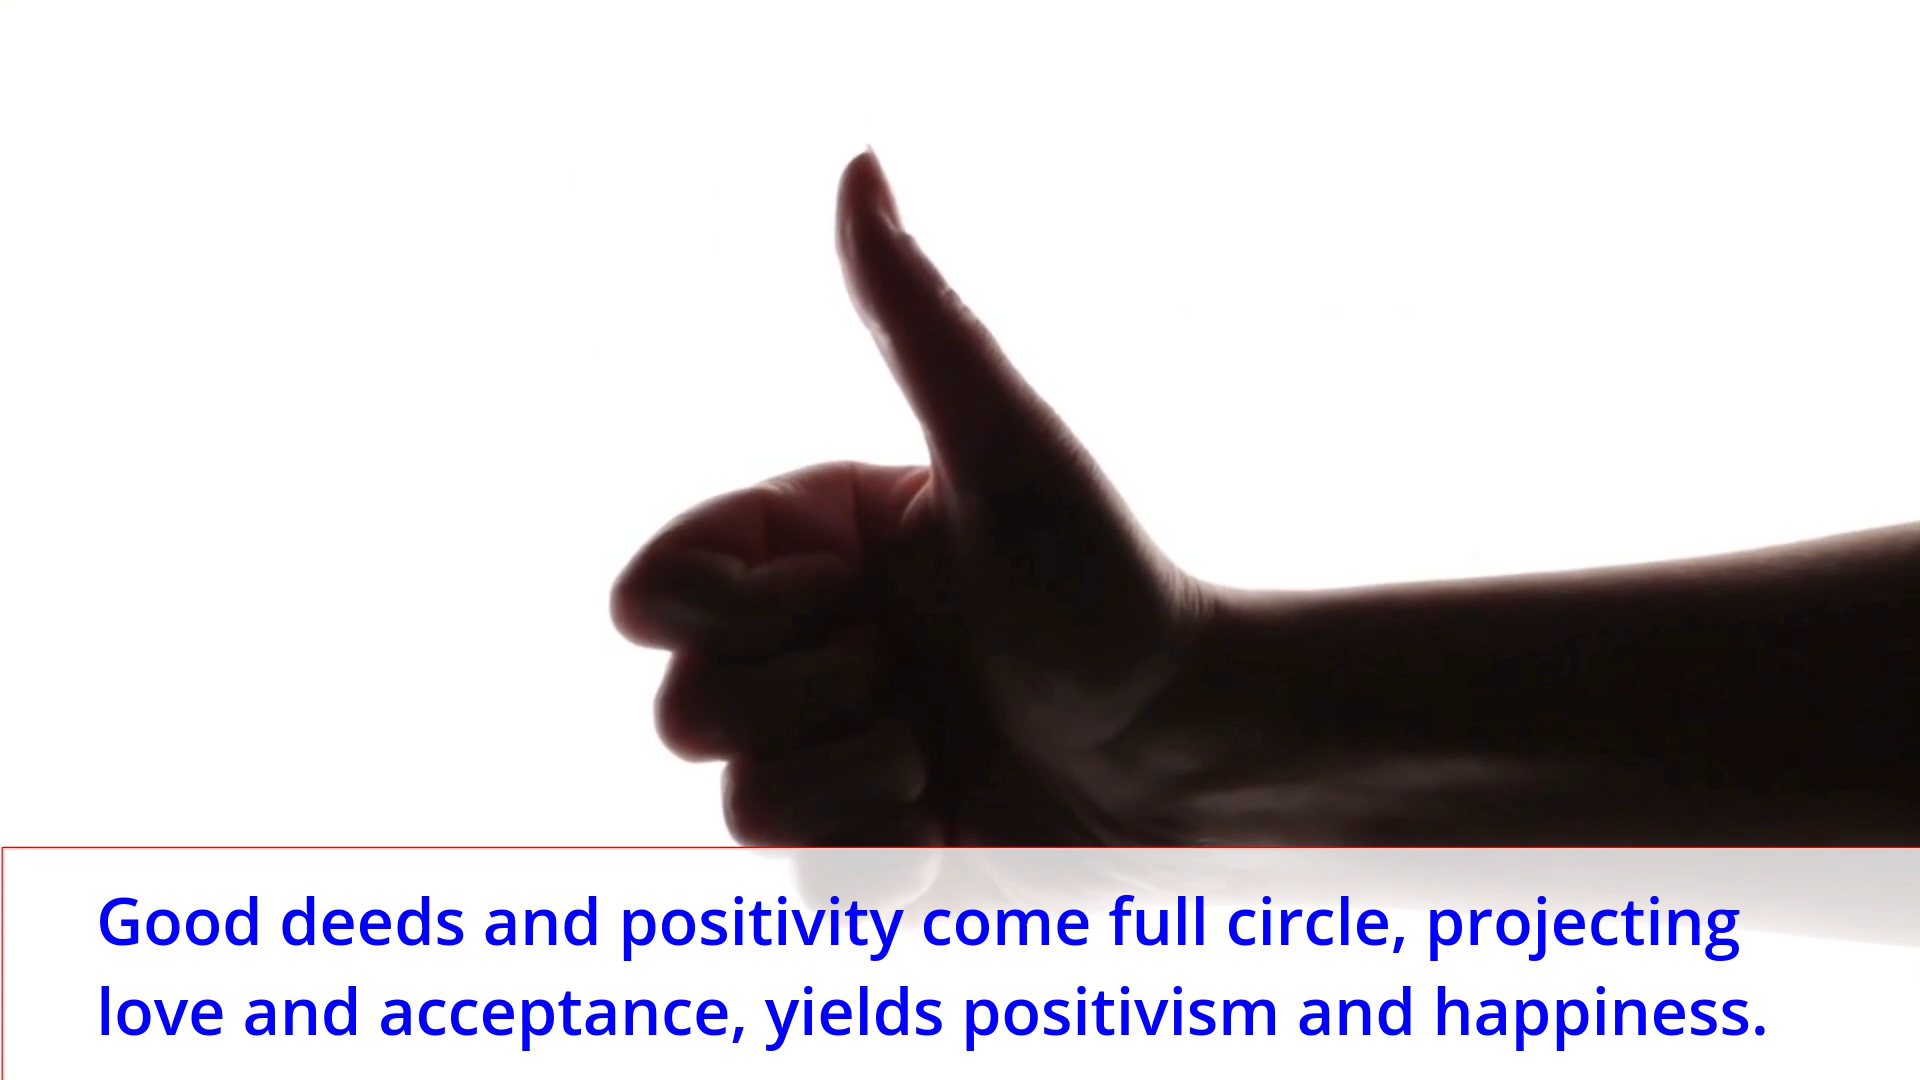 Good deeds and positivity come full circle, projecting
love and acceptance, yields positivism and happiness.